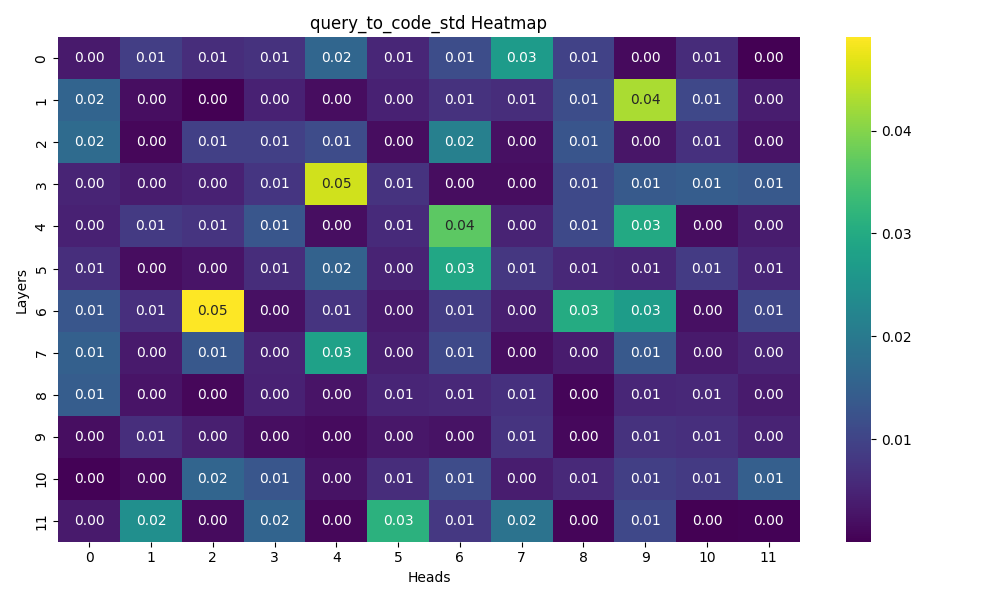 query_to_code_std Heatmap
0 0.00 0.01 0.01 0.01 0.02 0.01 0.01 0.03 0.01 0.00 0.01 0.00
1 0.02 0.00 0.00 0.00 0.00 0.00 0.01 0.01 0.01 0.04 0.01 0.00
2 0.02 0.00 0.01 0.01 0.01 0.00 0.02 0.00 0.01 0.00 0.01 0.00
3 0.00 0.00 0.00 0.01 0.05 0.01 0.00 0.00 0.01 0.01 0.01 0.01
4 0.00 0.01 0.01 0.01 0.00 0.01 0.04 0.00 0.01 0.03 0.00 0.00
5 0.01 0.00 0.00 0.01 0.02 0.00 0.03 0.01 0.01 0.01 0.01 0.01
6 0.01 0.01 0.05 0.00 0.01 0.00 0.01 0.00 0.03 0.03 0.00 0.01
7 0.01 0.00 0.01 0.00 0.03 0.00 0.01 0.00 0.00 0.01 0.00 0.00
8 0.01 0.00 0.00 0.00 0.00 0.01 0.01 0.01 0.00 0.01 0.01 0.00
9 0.00 0.01 0.00 0.00 0.00 0.00 0.00 0.01 0.00 0.01 0.01 0.00
10 0.00 0.00 0.02 0.01 0.00 0.01 0.01 0.00 0.01 0.01 0.01 0.01
11 0.00 0.02 0.00 0.02 0.00 0.03 0.01 0.02 0.00 0.01 0.00 0.00
0 1 2 3 4 5 6 7 8 9 10 11
Heads
Layers
0.04
0.03
0.02
0.01